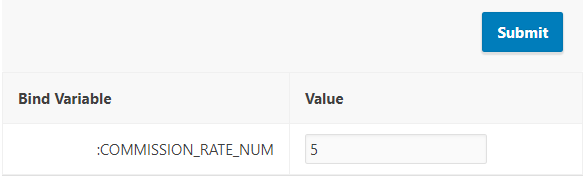 Submit
Bind Variable Value
:COMMISSION_RATE_NUM 5